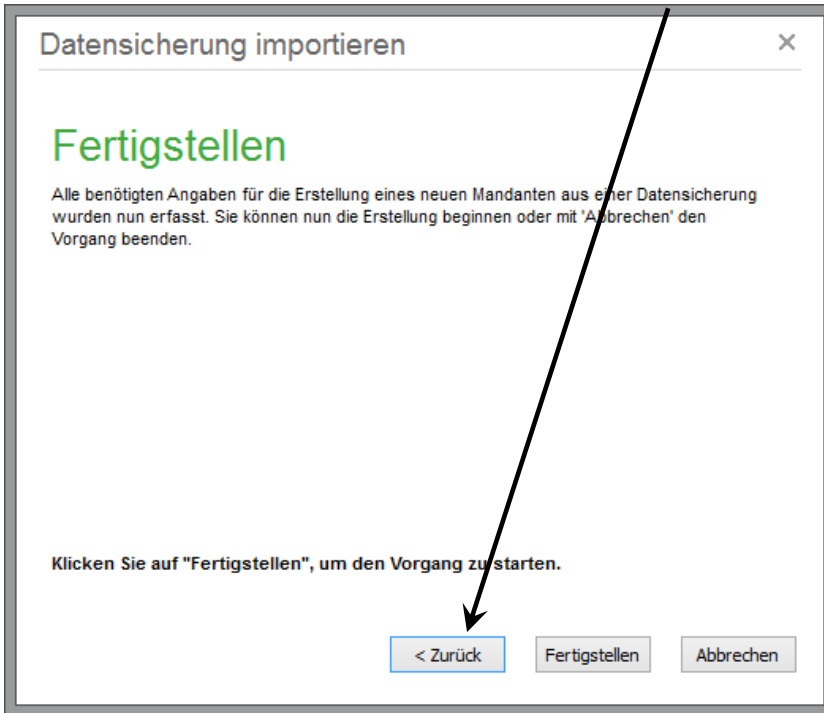 Datensicherung importieren
Fertigstellen
Alle benötigten Angaben für die Erstellung eines neuen Mandanten aus einer Datensicherung
wurden nun erfasst. Sie können nun die Erstellung beginnen oder mit 'Abbrechen' den
Vorgang beenden.
Klicken Sie auf "Fertigstellen", um den Vorgang zu starten.
< Zurück Fertigstellen Abbrechen